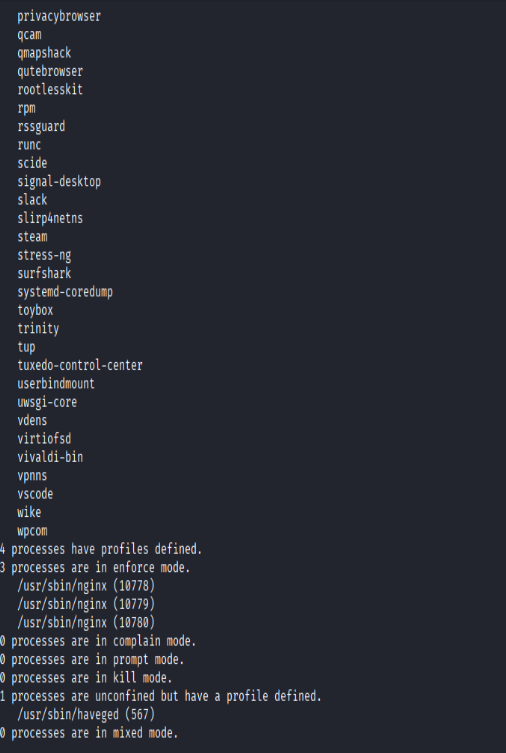 privacybrowser
qcam
qmapshack
qutebrowser
rootlesskit
rpm
rssguard
runc
scide
signal-desktop
slack
slirp4netns
steam
stress-ng
surfshark
systemd-coredump
toybox
trinity
tup
tuxedo-control-center
userbindmount
uwsgi-core
vdens
virtiofsd
vivaldi-bin
vpnns
vscode
wike
wpcom
4 processes have profiles defined.
3 processes are in enforce mode.
/usr/sbin/nginx (10778)
/usr/sbin/nginx (10779)
/usr/sbin/nginx (10780)
0 processes are in complain mode.
0 processes are in prompt mode.
0 processes are in kill mode.
1 processes are unconfined but have a profile defined.
/usr/sbin/haveged (567)
0 processes are in mixed mode.